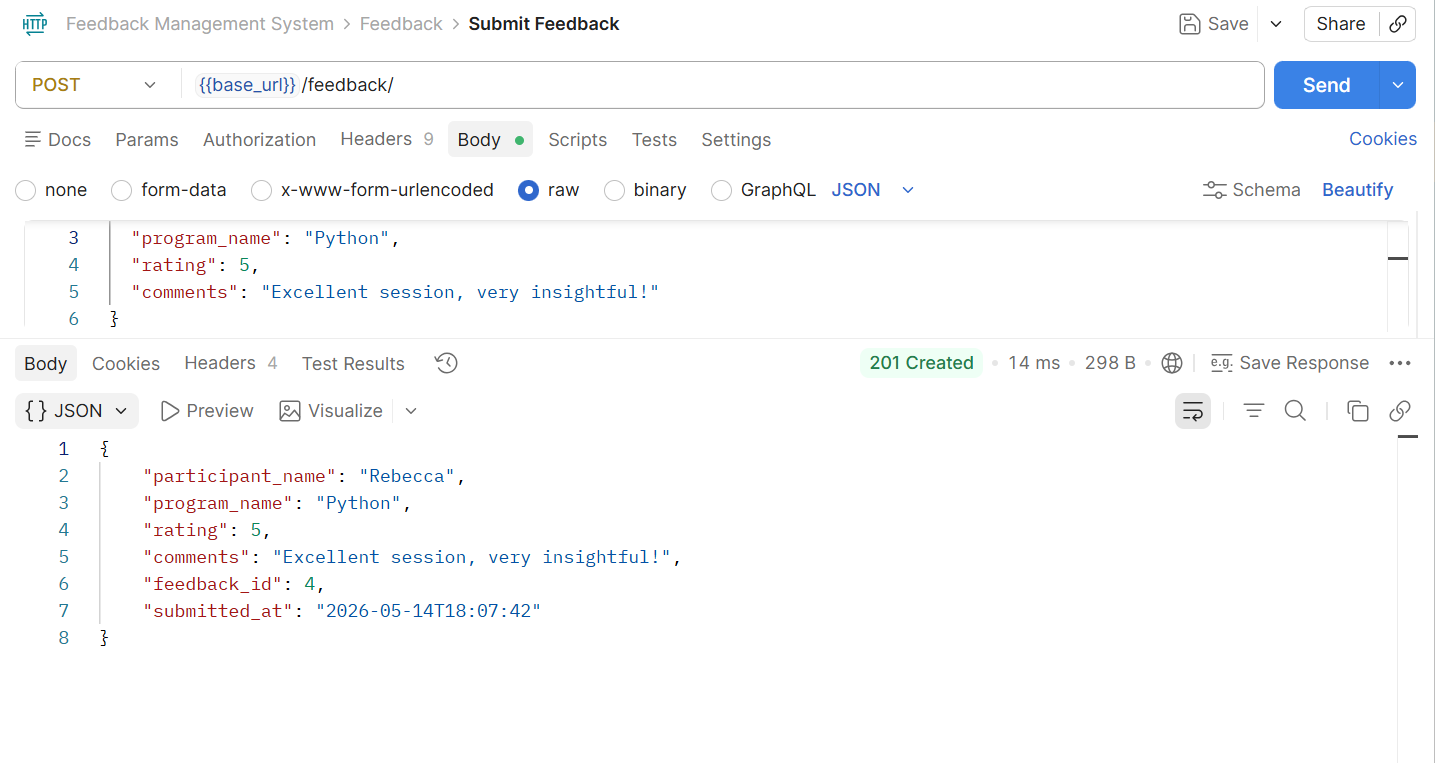 HTTP Feedback Management System > Feedback > Submit Feedback Save Share
POST {{base_url}} /feedback/ Send
Docs Params Authorization Headers 9 Body Scripts Tests Settings Cookies
none form-data x-www-form-urlencoded raw binary GraphQL JSON Schema Beautify
3 "program_name": "Python",
4 "rating": 5,
5 "comments": "Excellent session, very insightful!"
6 }
Body Cookies Headers 4 Test Results 201 Created 14 ms 298 B e.g. Save Response
{} JSON Preview Visualize
1 {
2 "participant_name": "Rebecca",
3 "program_name": "Python",
4 "rating": 5,
5 "comments": "Excellent session, very insightful!",
6 "feedback_id": 4,
7 "submitted_at": "2026-05-14T18:07:42"
8 }